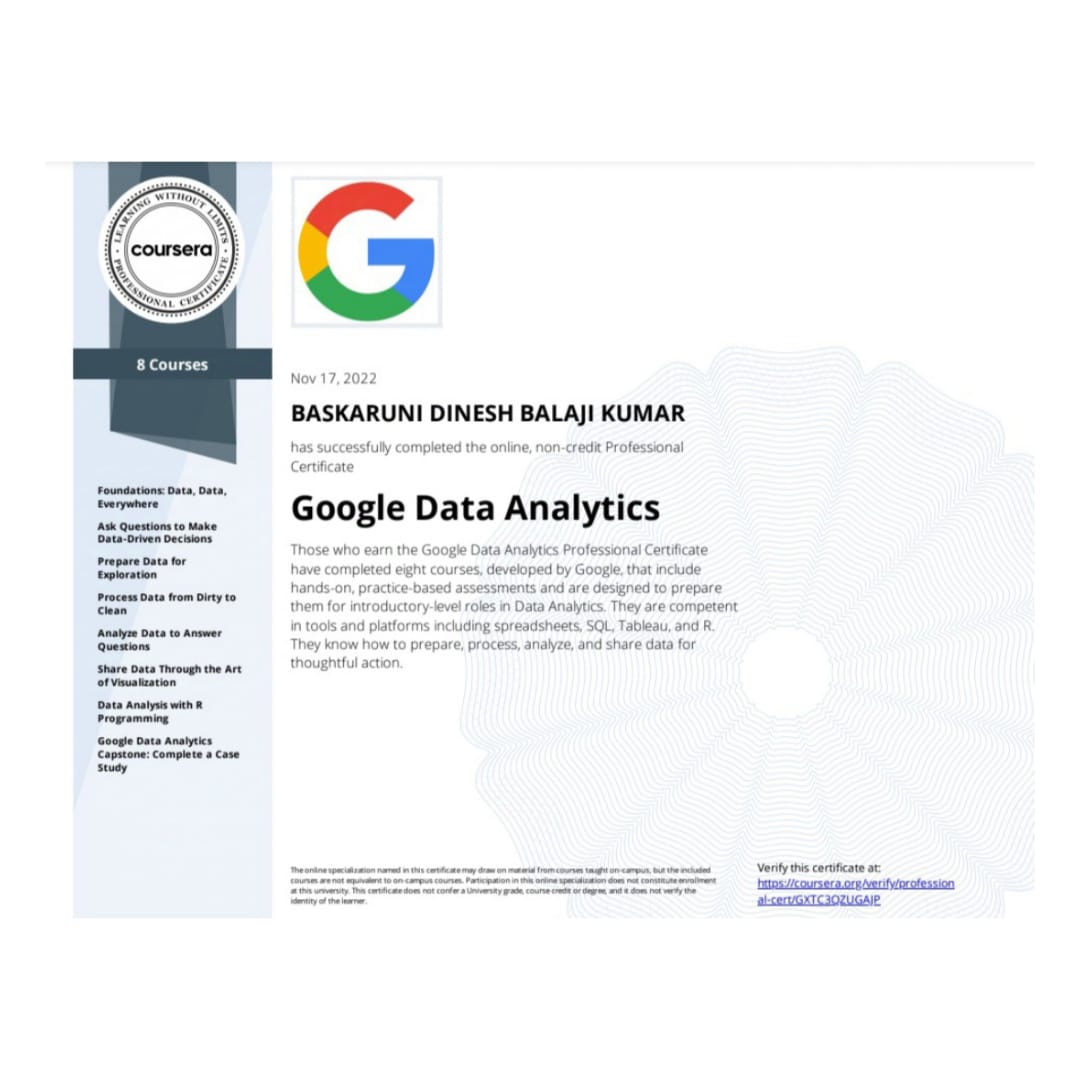 LEARNING WITHOUT LIMITS
coursera
PROFESSIONAL CERTIFICATE
8 Courses
Foundations: Data, Data,
Everywhere
Ask Questions to Make
Data-Driven Decisions
Prepare Data for
Exploration
Process Data from Dirty to
Clean
Analyze Data to Answer
Questions
Share Data Through the Art
of Visualization
Data Analysis with R
Programming
Google Data Analytics
Capstone: Complete a Case
Study
G
Nov 17, 2022
BASKARUNI DINESH BALAJI KUMAR
has successfully completed the online, non-credit Professional
Certificate
Google Data Analytics
Those who earn the Google Data Analytics Professional Certificate
have completed eight courses, developed by Google, that include
hands-on, practice-based assessments and are designed to prepare
them for introductory-level roles in Data Analytics. They are competent
in tools and platforms including spreadsheets, SQL, Tableau, and R.
They know how to prepare, process, analyze, and share data for
thoughtful action.
The online specialization named in this certificate may draw on material from courses taught on-campus, but the included
courses are not equivalent to on-campus courses. Participation in this online specialization does not constitute enrollment
at this university. This certificate does not confer a University grade, course credit or degree, and it does not verify the
identity of the learner.
Verify this certificate at:
https://coursera.org/verify/profession
al-cert/GXTC3QZUGAJP